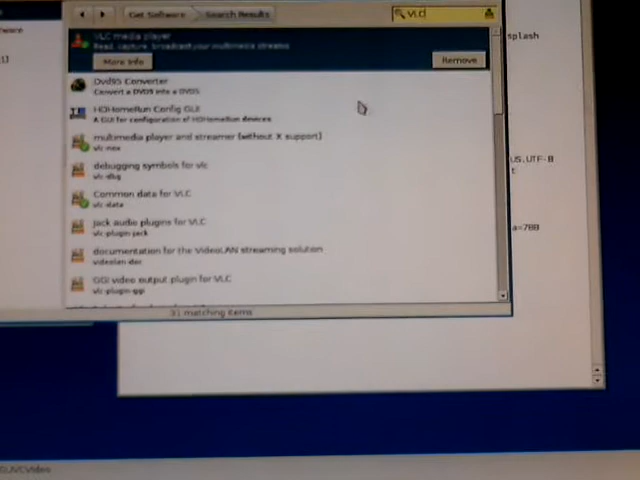 Get Software
Search Results
VLC
splash
VLC media player
Read, capture, broadcast your multimedia streams
More Info
Remove
Dvd95 Converter
Convert a DVD9 into a DVD5
HDHomeRun Config GUI
A GUI for configuration of HDHomeRun devices
multimedia player and streamer (without X support)
vlc-nox
debugging symbols for vlc
vlc-dbg
US.UTF-8
Common data for VLC
vlc-data
jack audio plugins for VLC
vlc-plugin-jack
a=788
documentation for the VideoLAN streaming solution
videolan-doc
GGI video output plugin for VLC
vlc-plugin-ggi
31 matching items